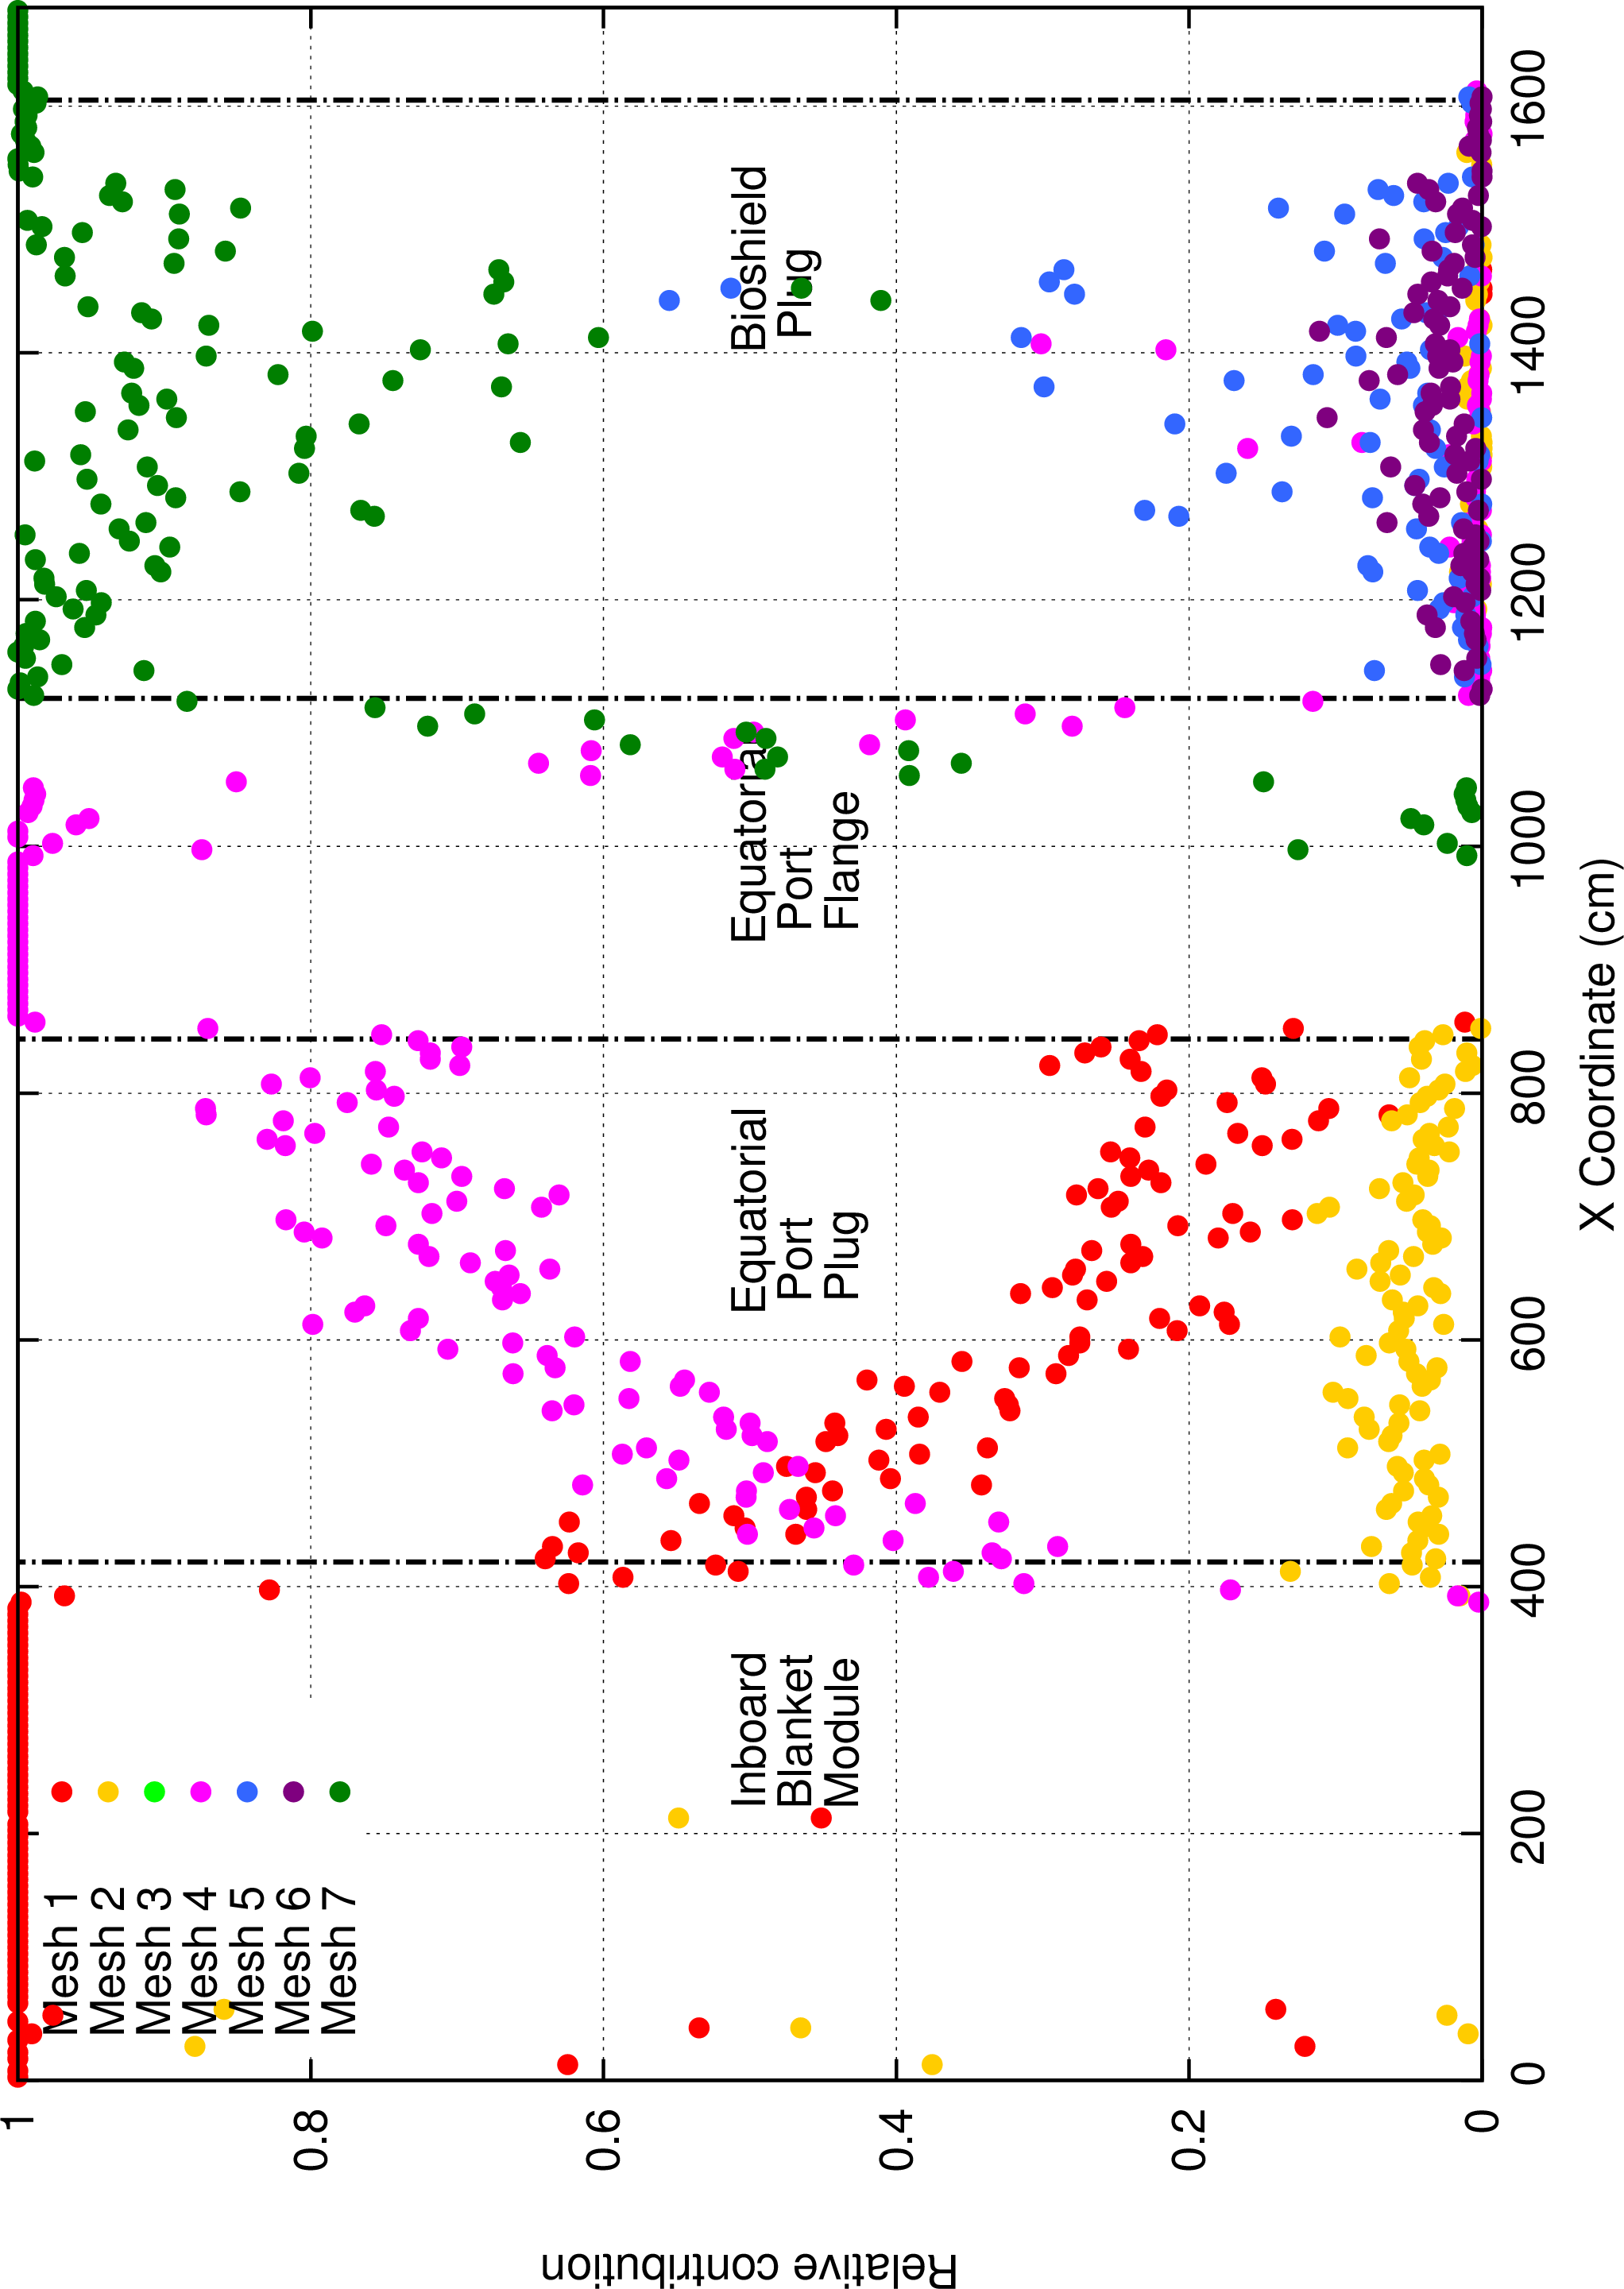 Relative contribution
1
0.8
0.6
0.4
0.2
0
0
200
400
600
800
1000
1200
1400
1600
X Coordinate (cm)
Mesh 1
Mesh 2
Mesh 3
Mesh 4
Mesh 5
Mesh 6
Mesh 7
Inboard
Blanket
Module
Equatorial
Port
Plug
Equatorial
Port
Flange
Bioshield
Plug